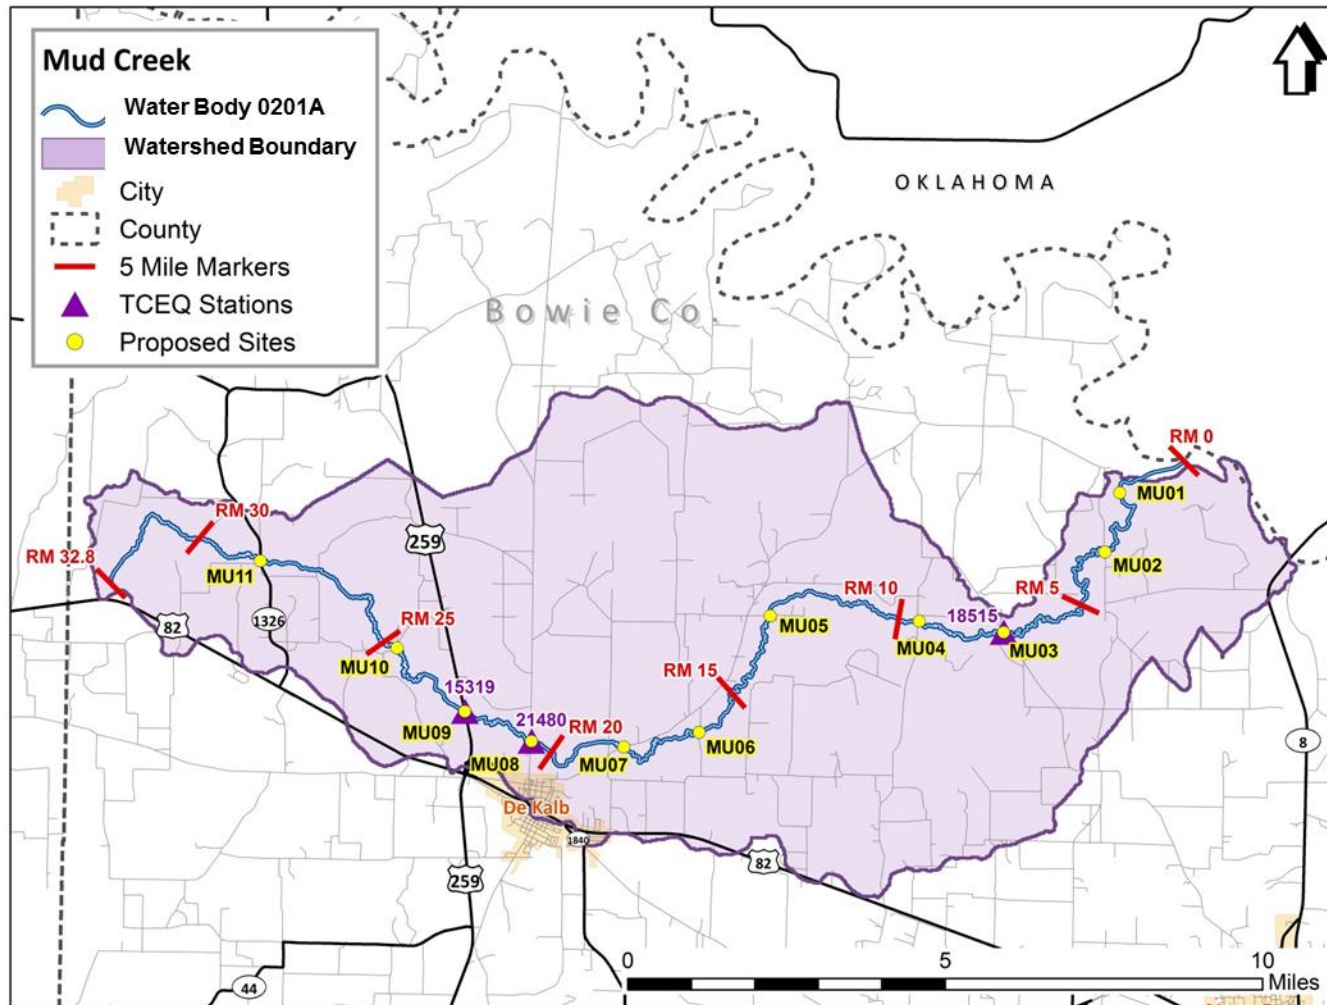 Mud Creek
Water Body 0201A
Watershed Boundary
City
County
5 Mile Markers
TCEQ Stations
Proposed Sites
OKLAHOMA
Bowie Co.
RM 0
MU01
RM 30
259
MU02
RM 32.8
MU11
RM 10
RM 5
18515
1326
82
RM 25
MU05
MU04
MU03
MU10
RM 15
15319
21480
MU09
RM 20
MU06
8
MU08
MU07
De Kalb
1840
82
259
44
0
5
10
Miles